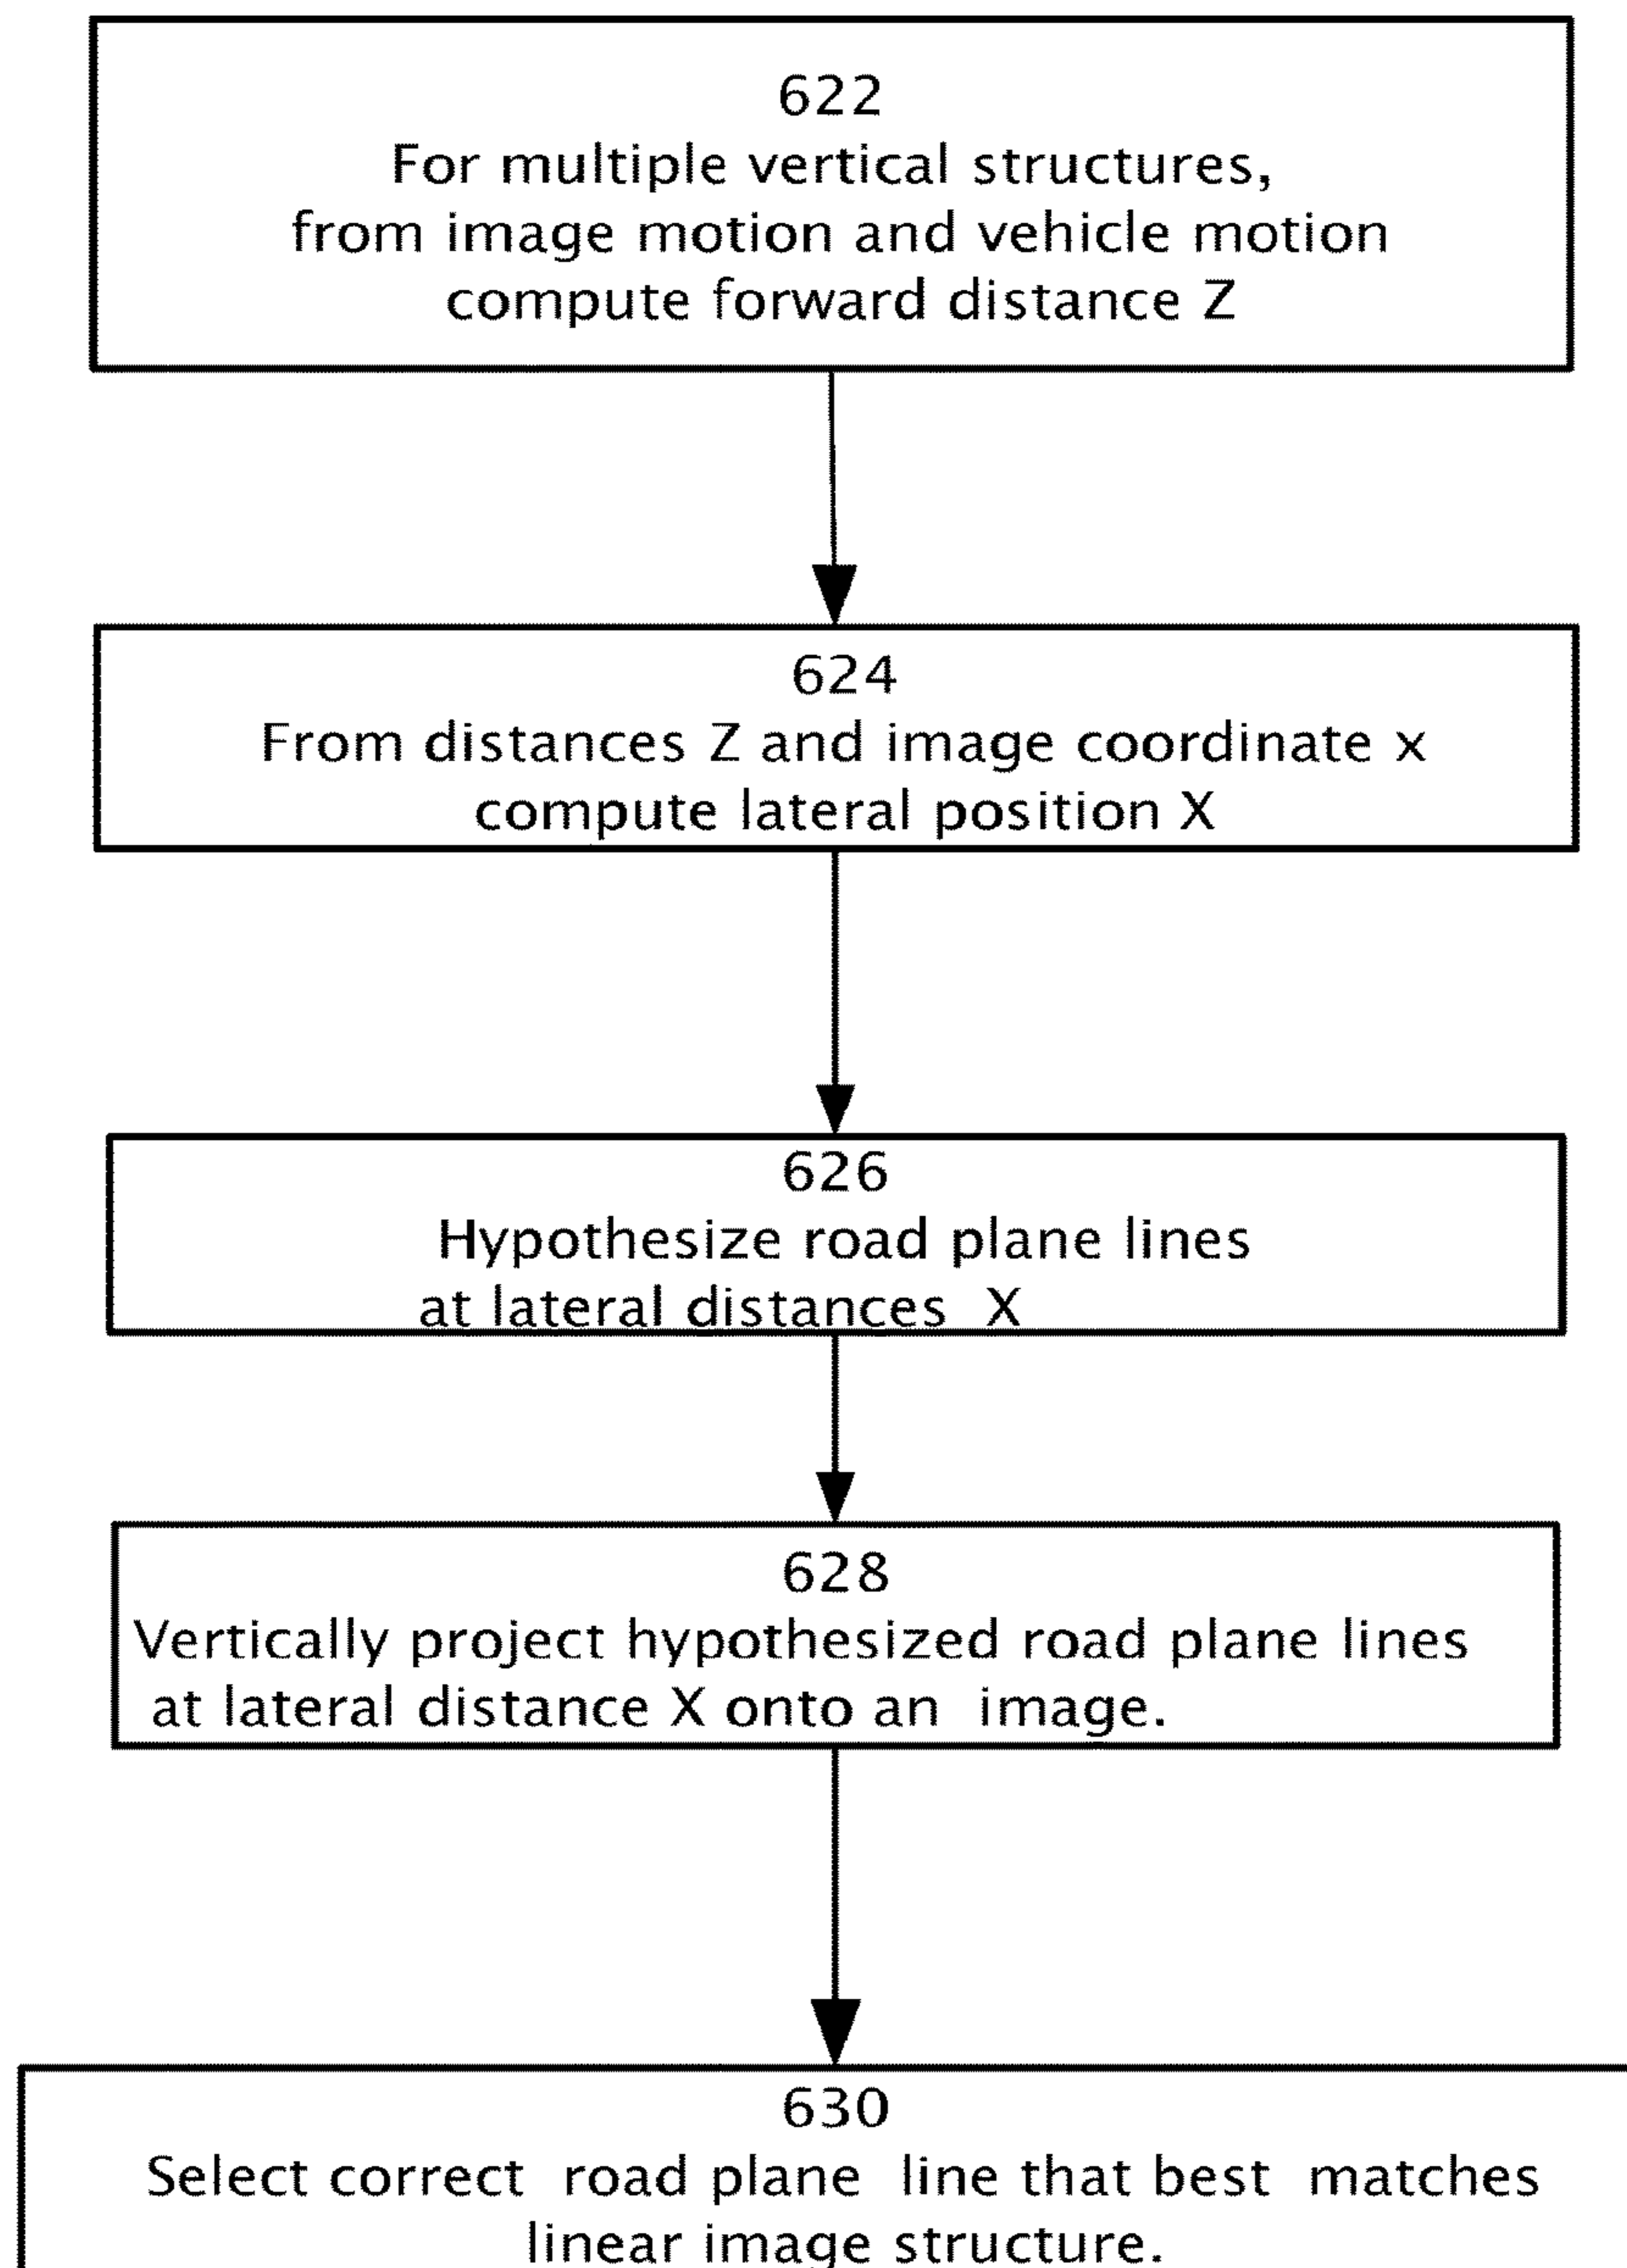 622
For multiple vertical structures,
from image motion and vehicle motion
compute forward distance Z
624
From distances Z and image coordinate x
compute lateral position X
626
Hypothesize road plane lines
at lateral distances X
628
Vertically project hypothesized road plane lines
at lateral distance X onto an image.
630
Select correct road plane line that best matches
linear image structure.